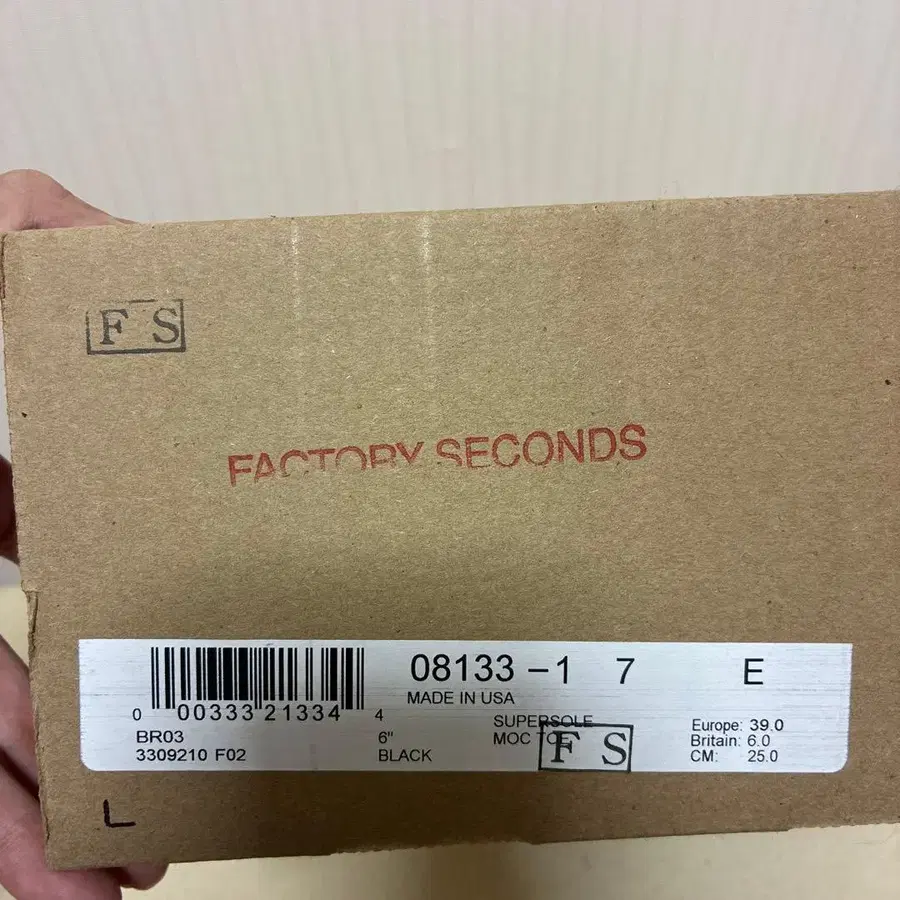 F S
FACTORY SECONDS
08133-1 7 E
MADE IN USA
0 00333 21334 4
SUPERSOLE
MOC TOE
F S
BR03
3309210 F02
6"
BLACK
Europe: 39.0
Britain: 6.0
CM: 25.0
L